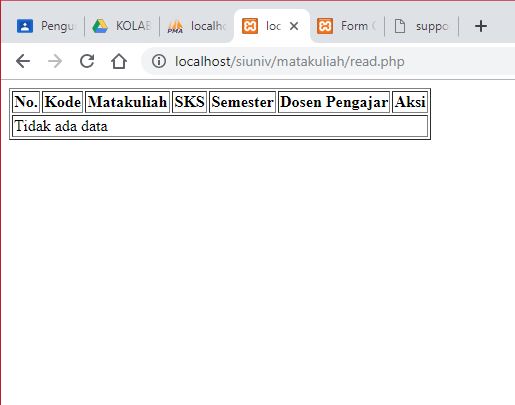 Pengu KOLAB localho loc Form suppo
localhost/siuniv/matakuliah/read.php
No. Kode Matakuliah SKS Semester Dosen Pengajar Aksi
Tidak ada data